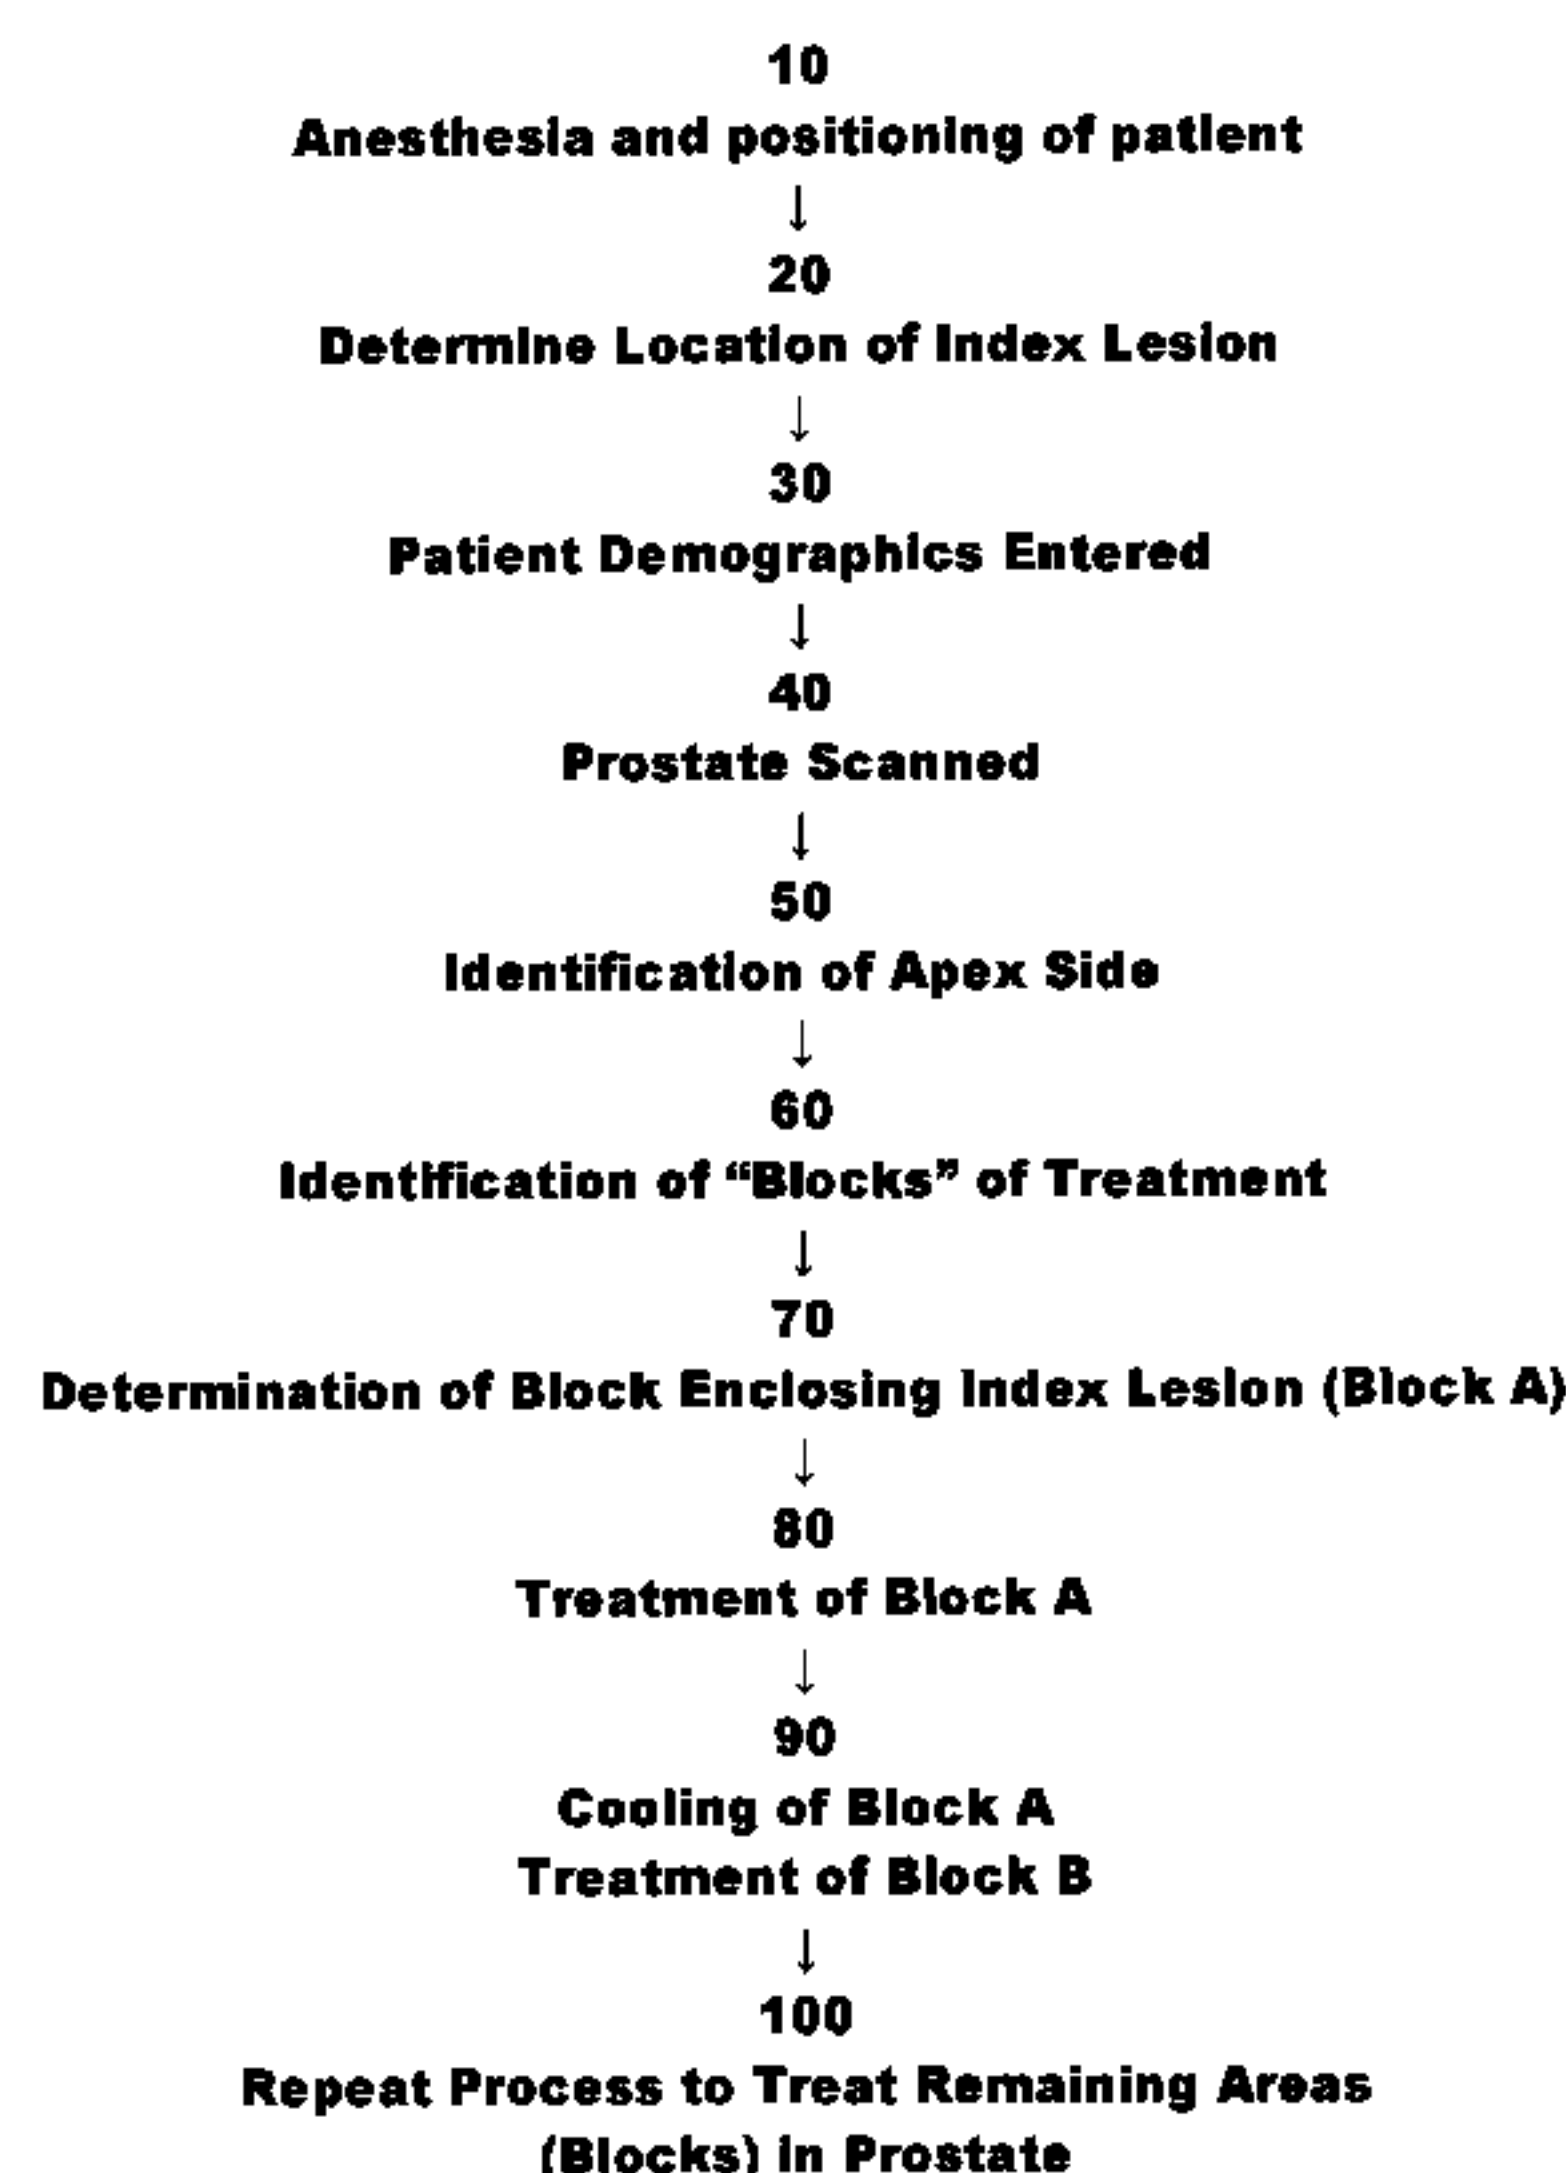 10
Anesthesia and positioning of patient
↓
20
Determine Location of Index Lesion
↓
30
Patient Demographics Entered
↓
40
Prostate Scanned
↓
50
Identification of Apex Side
↓
60
Identification of “Blocks” of Treatment
↓
70
Determination of Block Enclosing Index Lesion (Block A)
↓
80
Treatment of Block A
↓
90
Cooling of Block A
Treatment of Block B
↓
100
Repeat Process to Treat Remaining Areas
(Blocks) in Prostate